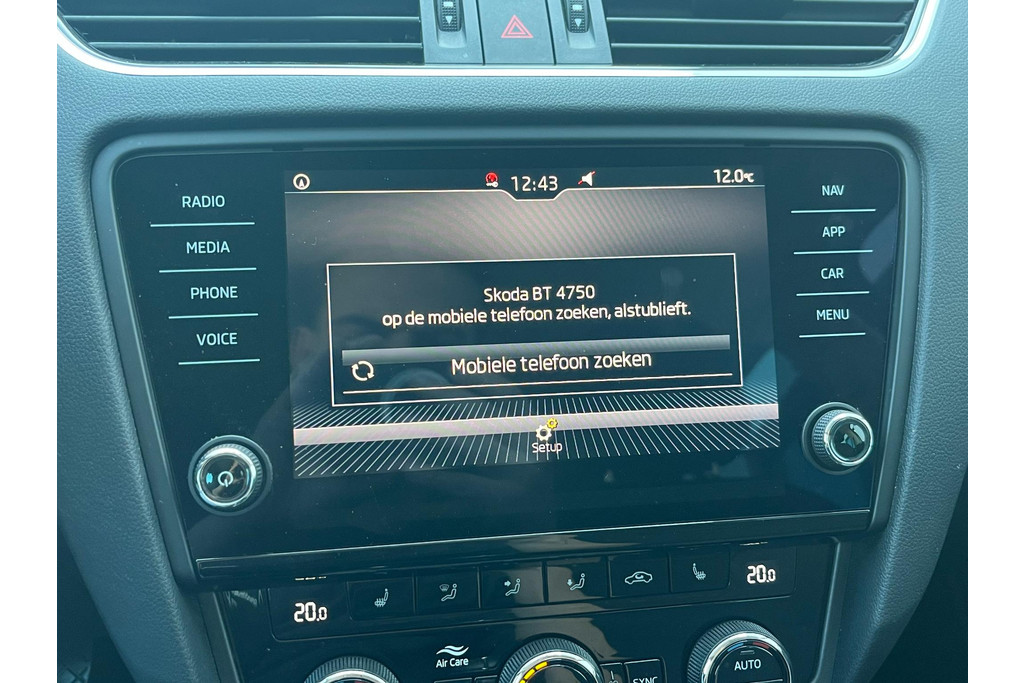 12:43
12.0°C
RADIO
MEDIA
PHONE
VOICE
NAV
APP
CAR
MENU
Skoda BT 4750
op de mobiele telefoon zoeken, alstublieft.
Mobiele telefoon zoeken
Setup
20.0
20.0
Air Care
SYNC
AUTO